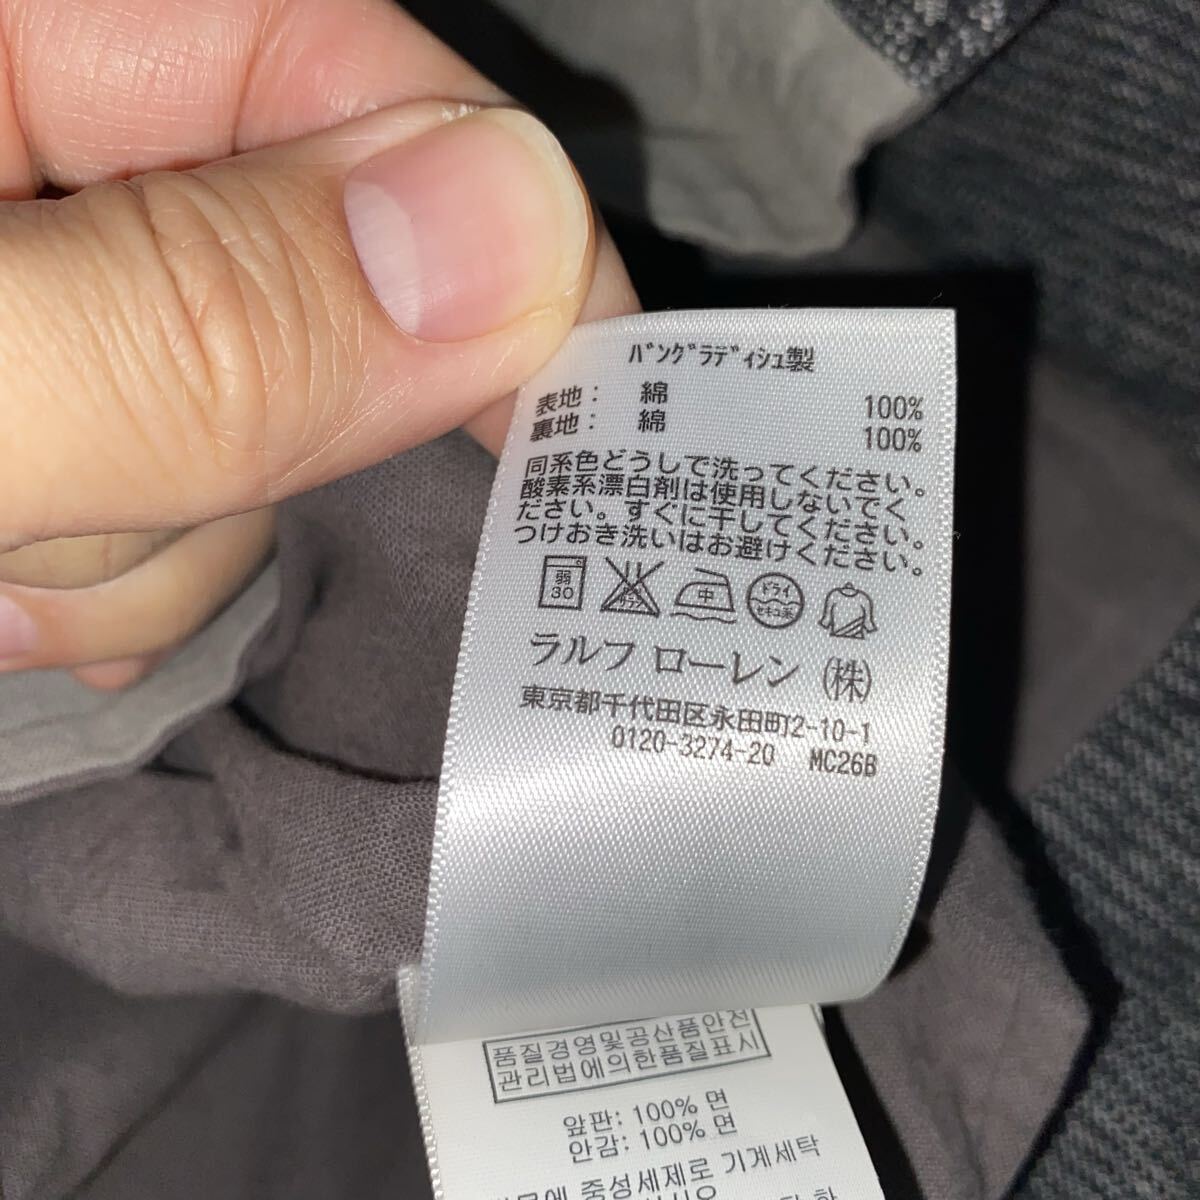 バングラディシュ製
表地： 綿 100%
裏地： 綿 100%
同系色どうしで洗ってください。
酸素系漂白剤は使用しないでく
ださい。すぐに干してください。
つけおき洗いはお避けください。
弱 30 中 ドライ セキユ系
ラルフ ローレン (株)
東京都千代田区永田町2-10-1
0120-3274-20 MC26B
품질경영및공산품안전
관리법에의한품질표시
앞판: 100% 면
안감: 100% 면
중성세제로 기계세탁